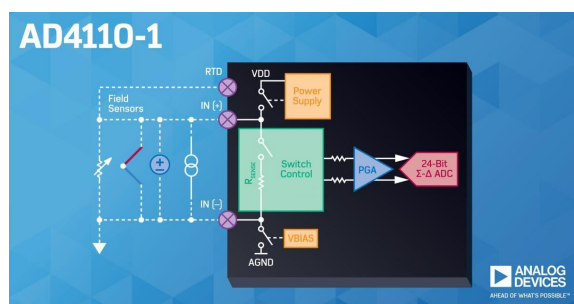 AD4110-1
RTD
VDD
Power
Supply
Field
Sensors
IN (+)
RSENSE
Switch
Control
PGA
24-Bit
Σ-Δ ADC
IN (–)
VBIAS
AGND
ANALOG
DEVICES
AHEAD OF WHAT'S POSSIBLE™